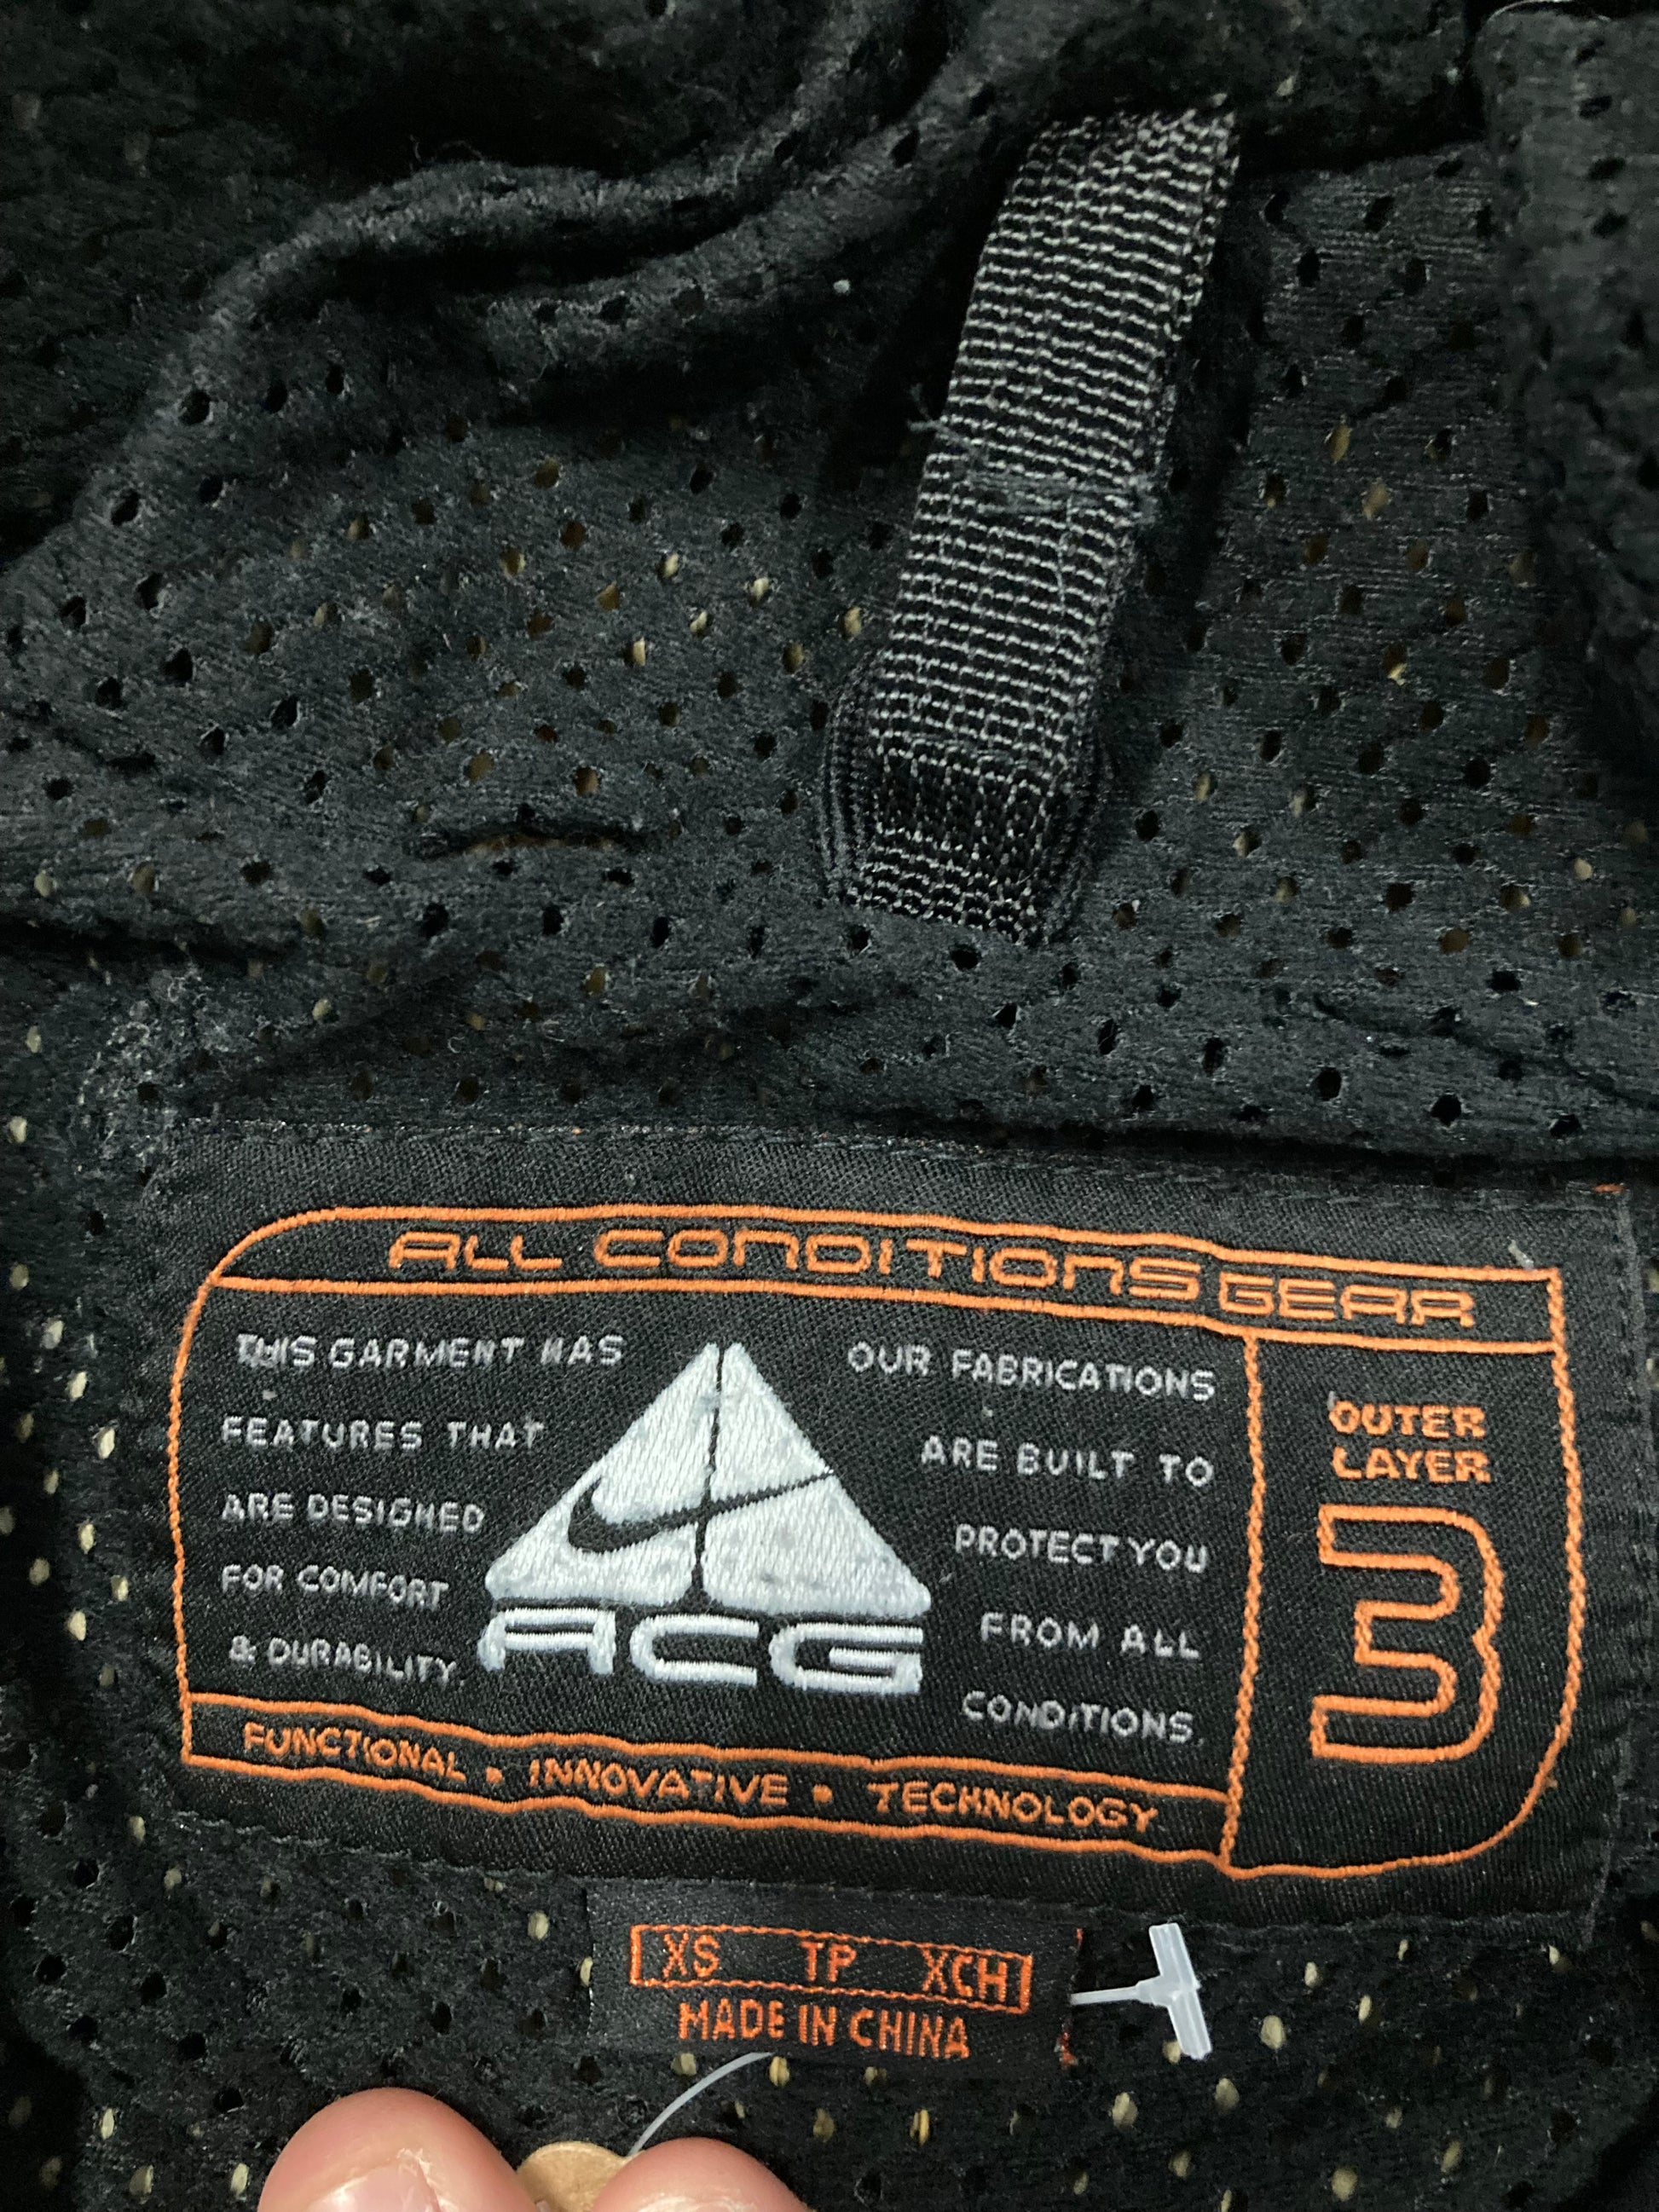 ALL CONDITIONS GEAR
THIS GARMENT HAS
FEATURES THAT
ARE DESIGNED
FOR COMFORT
& DURABILITY.
ACG
OUR FABRICATIONS
ARE BUILT TO
PROTECT YOU
FROM ALL
CONDITIONS.
OUTER
LAYER
3
FUNCTIONAL • INNOVATIVE • TECHNOLOGY
XS TP XCH
MADE IN CHINA